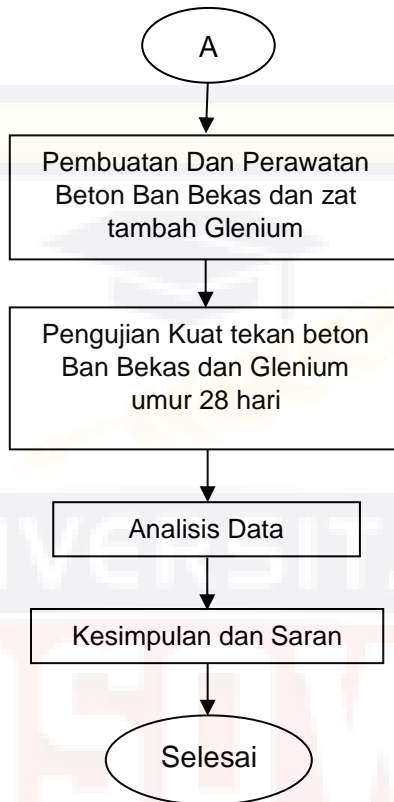 A
Pembuatan Dan Perawatan
Beton Ban Bekas dan zat
tambah Glenium
Pengujian Kuat tekan beton
Ban Bekas dan Glenium
umur 28 hari
Analisis Data
Kesimpulan dan Saran
Selesai